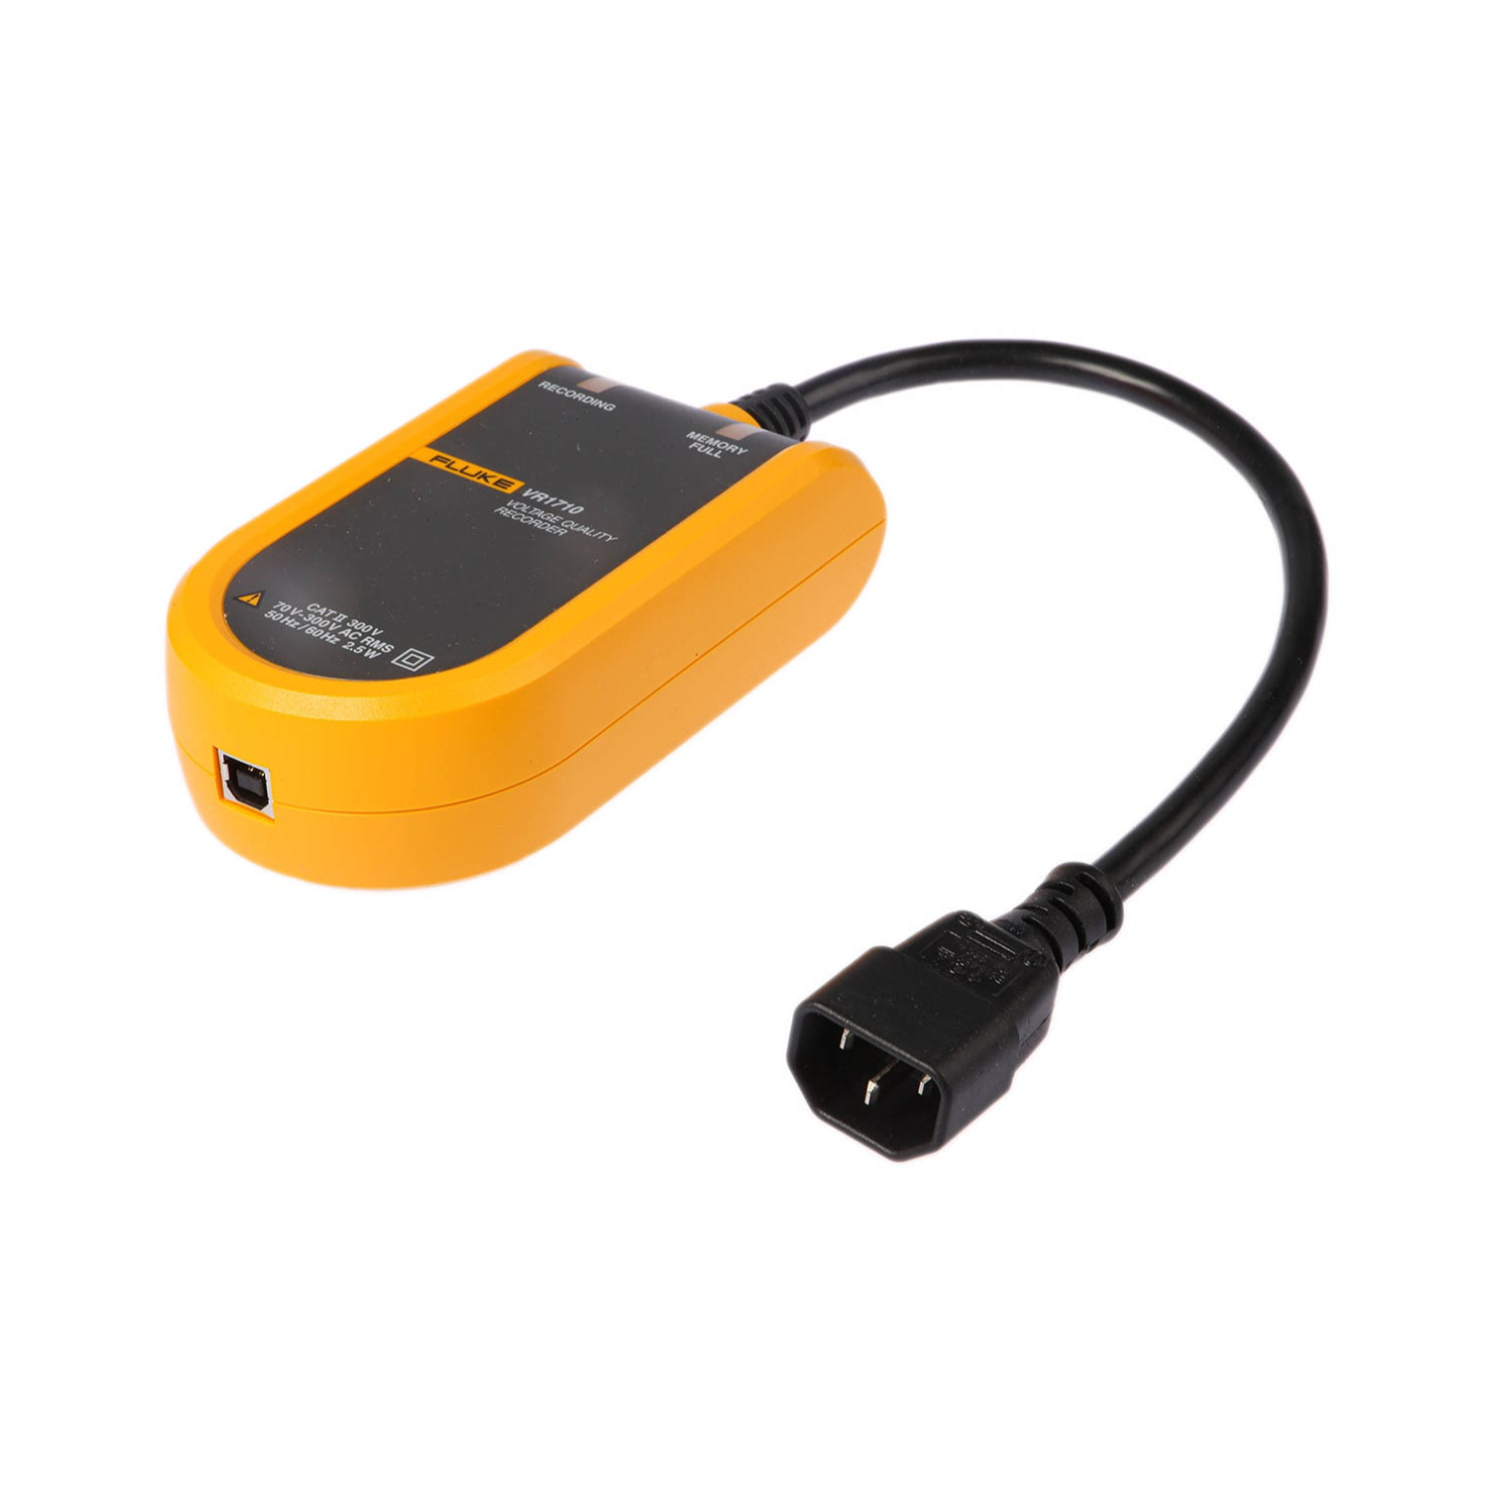 RECORDING
MEMORY
FULL
FLUKE VR1710
VOLTAGE QUALITY
RECORDER
CAT II 300V
70V-300V AC RMS
50Hz/60Hz 2.5W